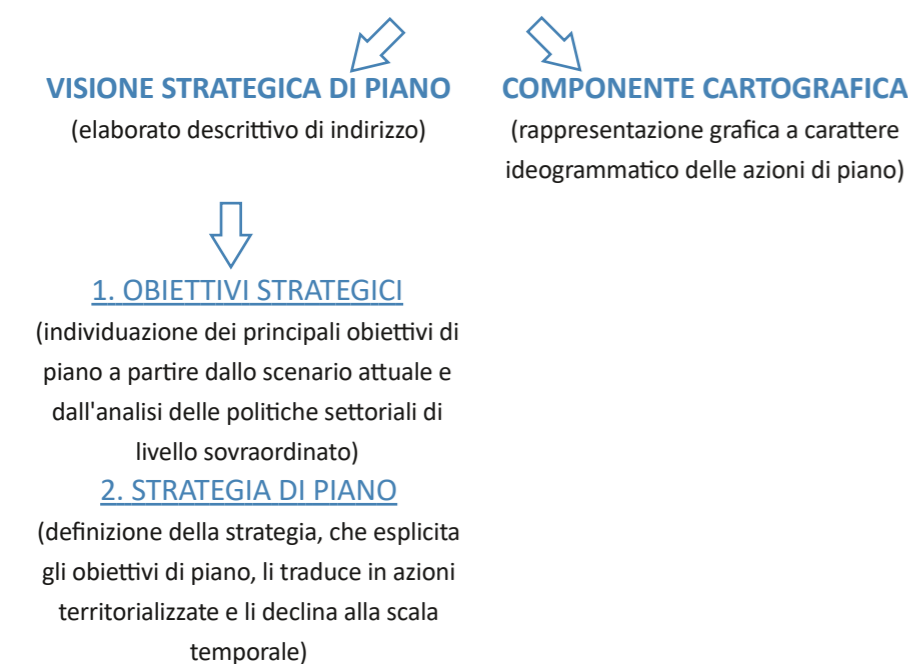 VISIONE STRATEGICA DI PIANO
(elaborato descrittivo di indirizzo)
COMPONENTE CARTOGRAFICA
(rappresentazione grafica a carattere
ideogrammatico delle azioni di piano)
1. OBIETTIVI STRATEGICI
(individuazione dei principali obiettivi di
piano a partire dallo scenario attuale e
dall'analisi delle politiche settoriali di
livello sovraordinato)
2. STRATEGIA DI PIANO
(definizione della strategia, che esplicita
gli obiettivi di piano, li traduce in azioni
territorializzate e li declina alla scala
temporale)